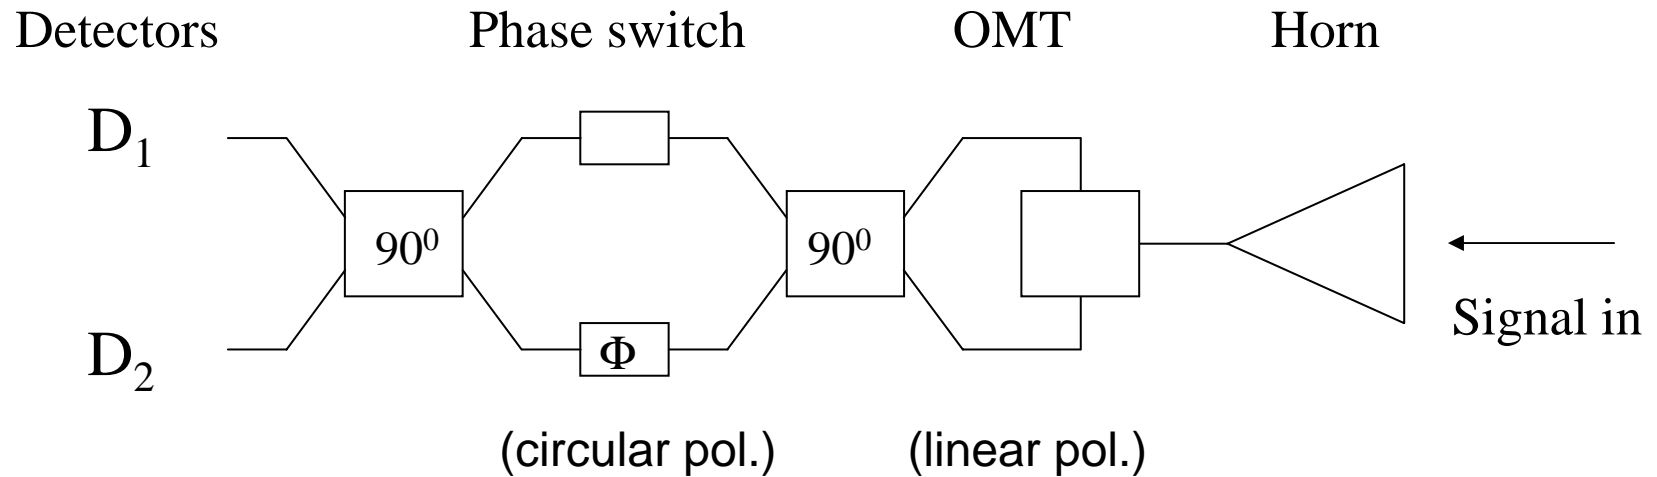 Detectors Phase switch OMT Horn
D₁
90⁰ 90⁰
Signal in
D₂ Φ
(circular pol.) (linear pol.)